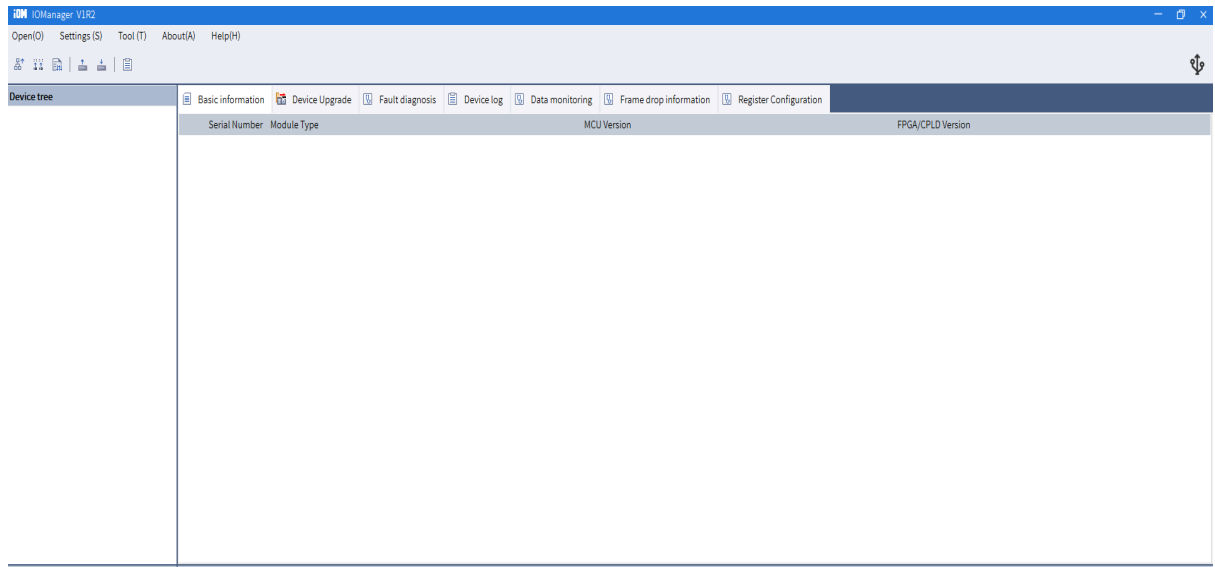 iOM IOManager V1R2
Open(O) Settings (S) Tool (T) About(A) Help(H)
Device tree
Basic information Device Upgrade Fault diagnosis Device log Data monitoring Frame drop information Register Configuration
Serial Number Module Type MCU Version FPGA/CPLD Version